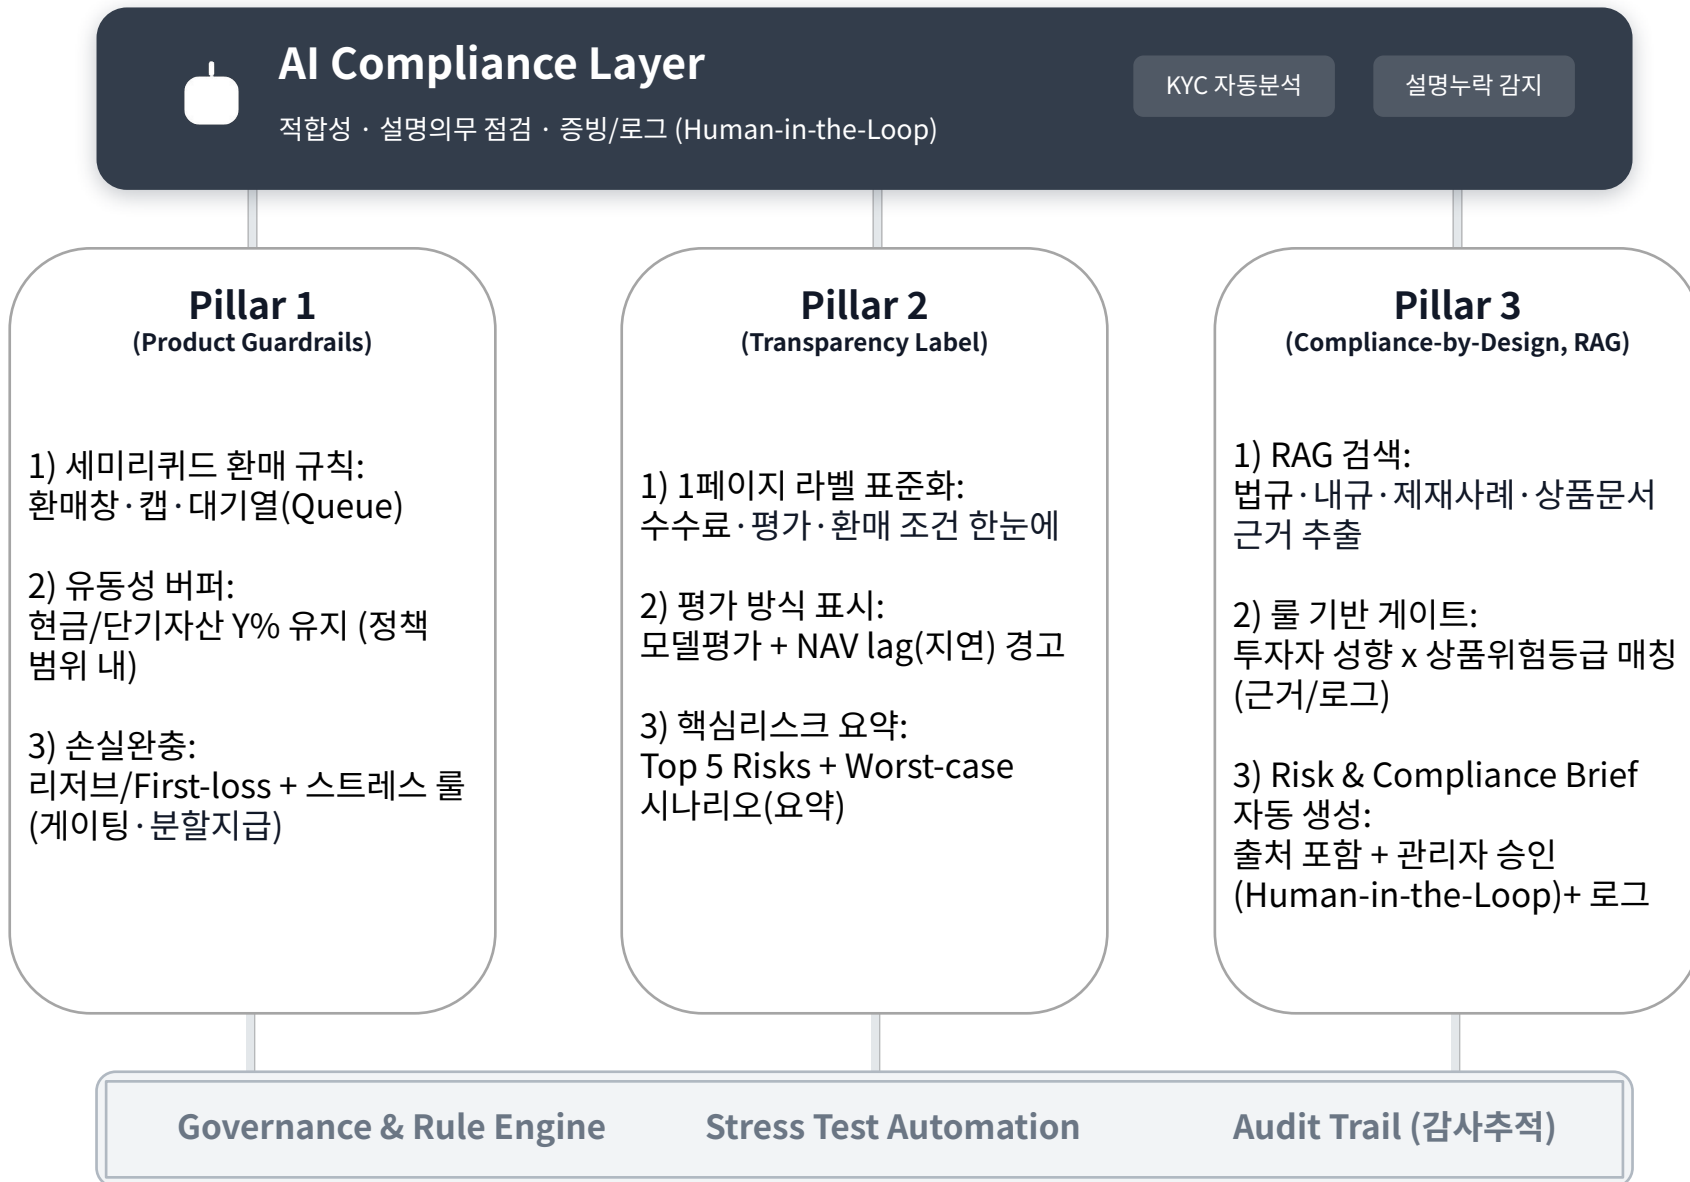 AI Compliance Layer
적합성 · 설명의무 점검 · 증빙/로그 (Human-in-the-Loop)
KYC 자동분석
설명누락 감지
Pillar 1
(Product Guardrails)
1) 세미리퀴드 환매 규칙:
환매창·캡·대기열(Queue)
2) 유동성 버퍼:
현금/단기자산 Y% 유지 (정책
범위 내)
3) 손실완충:
리저브/First-loss + 스트레스 룰
(게이팅·분할지급)
Pillar 2
(Transparency Label)
1) 1페이지 라벨 표준화:
수수료·평가·환매 조건 한눈에
2) 평가 방식 표시:
모델평가 + NAV lag(지연) 경고
3) 핵심리스크 요약:
Top 5 Risks + Worst-case
시나리오(요약)
Pillar 3
(Compliance-by-Design, RAG)
1) RAG 검색:
법규·내규·제재사례·상품문서
근거 추출
2) 룰 기반 게이트:
투자자 성향 x 상품위험등급 매칭
(근거/로그)
3) Risk & Compliance Brief
자동 생성:
출처 포함 + 관리자 승인
(Human-in-the-Loop)+ 로그
Governance & Rule Engine
Stress Test Automation
Audit Trail (감사추적)